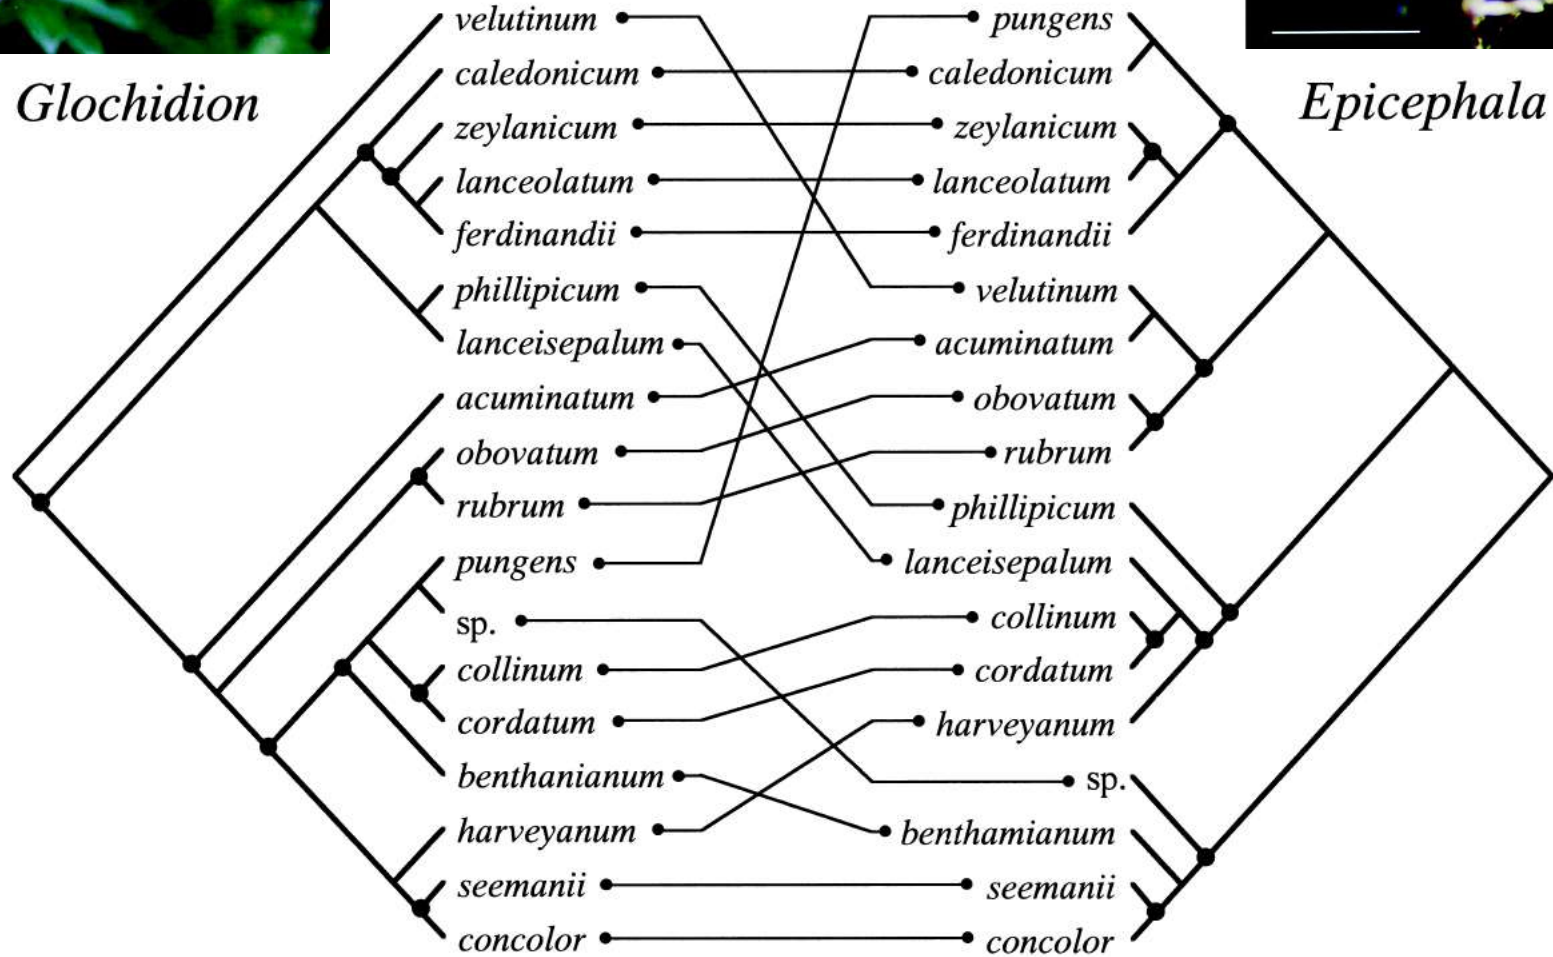 Glochidion
Epicephala
velutinum
caledonicum
zeylanicum
lanceolatum
ferdinandii
phillipicum
lanceisepalum
acuminatum
obovatum
rubrum
pungens
sp.
collinum
cordatum
benthanianum
harveyanum
seemanii
concolor
pungens
caledonicum
zeylanicum
lanceolatum
ferdinandii
velutinum
acuminatum
obovatum
rubrum
phillipicum
lanceisepalum
collinum
cordatum
harveyanum
sp.
benthamianum
seemanii
concolor